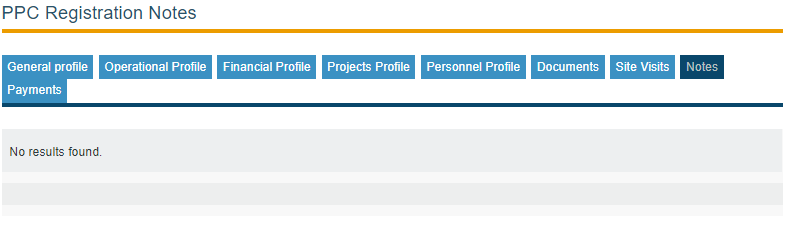 PPC Registration Notes
General profile Operational Profile Financial Profile Projects Profile Personnel Profile Documents Site Visits Notes
Payments
No results found.